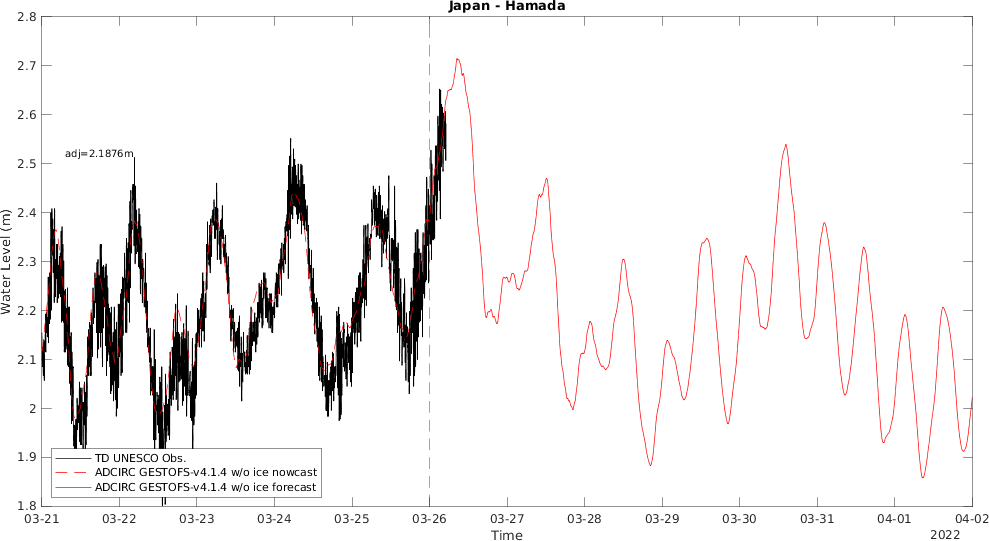 Japan - Hamada
2.8
2.7
2.6
2.5
2.4
2.3
2.2
2.1
2
1.9
1.8
Water Level (m)
adj=2.1876m
TD UNESCO Obs.
ADCIRC GESTOFS-v4.1.4 w/o ice nowcast
ADCIRC GESTOFS-v4.1.4 w/o ice forecast
03-21 03-22 03-23 03-24 03-25 03-26 03-27 03-28 03-29 03-30 03-31 04-01 04-02
Time
2022